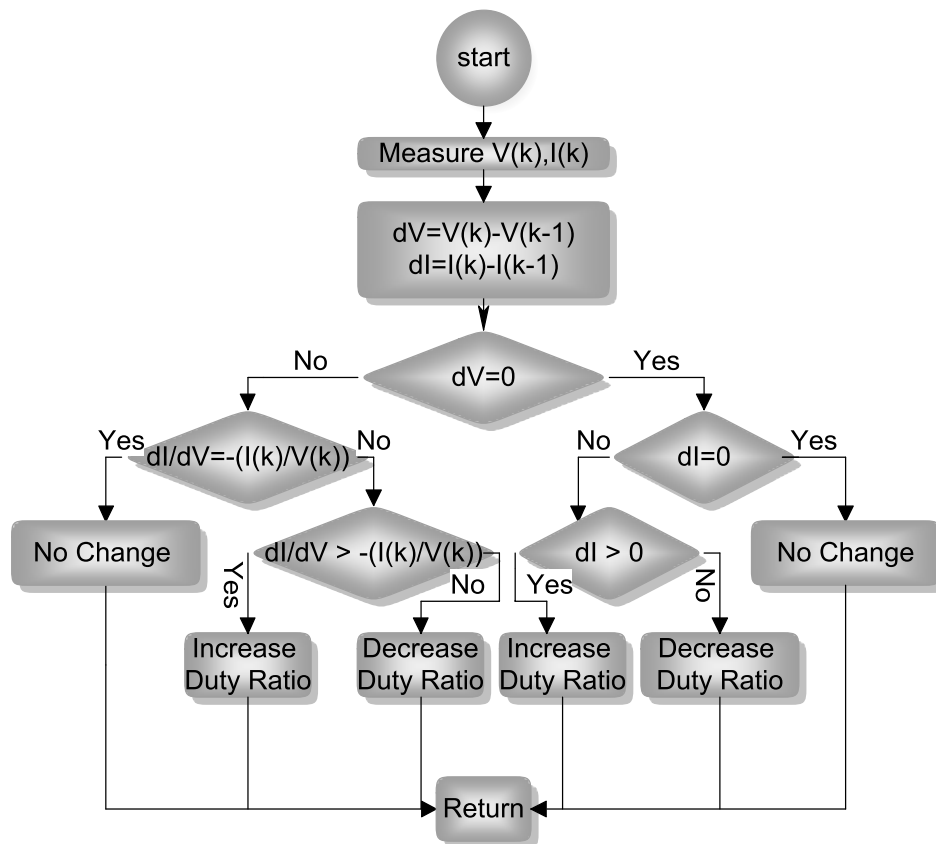 start
Measure V(k),I(k)
dV=V(k)-V(k-1)
dI=I(k)-I(k-1)
dV=0
No
Yes
dI/dV=-(I(k)/V(k))
Yes
No
dI=0
No
Yes
No Change
dI/dV > -(I(k)/V(k))
dI > 0
No Change
Yes
No
Yes
No
Increase
Duty Ratio
Decrease
Duty Ratio
Increase
Duty Ratio
Decrease
Duty Ratio
Return